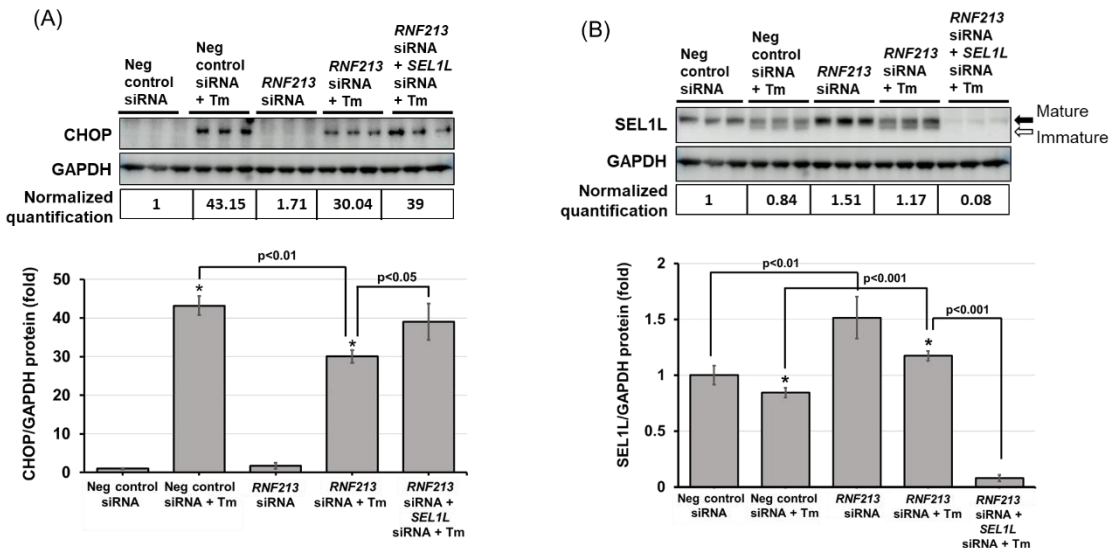 (A)
Neg
control
siRNA
Neg
control
siRNA
+ Tm
RNF213
siRNA
RNF213
siRNA
+ Tm
RNF213
siRNA
+ SEL1L
siRNA
+ Tm
CHOP
GAPDH
Normalized
quantification
1
43.15
1.71
30.04
39
CHOP/GAPDH protein (fold)
50
40
30
20
10
0
p<0.01
p<0.05
*
*
Neg control
siRNA
Neg control
siRNA + Tm
RNF213
siRNA
RNF213
siRNA + Tm
RNF213
siRNA +
SEL1L
siRNA + Tm
(B)
Neg
control
siRNA
Neg
control
siRNA
+ Tm
RNF213
siRNA
RNF213
siRNA
+ Tm
RNF213
siRNA
+ SEL1L
siRNA
+ Tm
SEL1L
GAPDH
Mature
Immature
Normalized
quantification
1
0.84
1.51
1.17
0.08
SEL1L/GAPDH protein (fold)
2
1.5
1
0.5
0
p<0.01
p<0.001
p<0.001
*
*
Neg control
siRNA
Neg control
siRNA + Tm
RNF213
siRNA
RNF213
siRNA + Tm
RNF213
siRNA +
SEL1L
siRNA + Tm